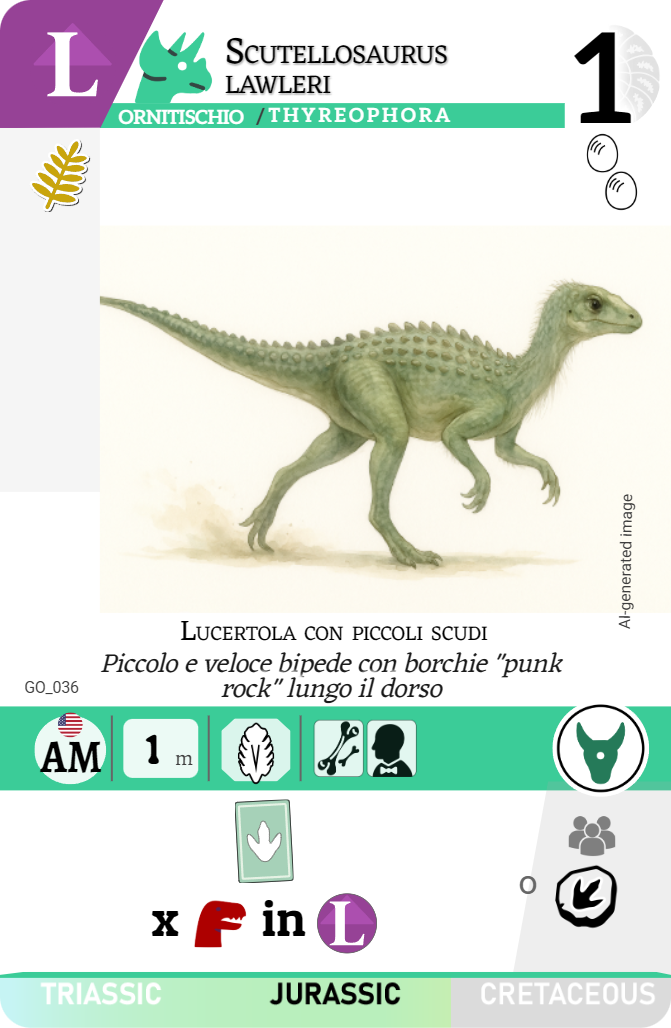 L
SCUTELLOSAURUS
LAWLERI
1
ORNITISCHIO / THYREOPHORA
AI-generated image
LUCERTOLA CON PICCOLI SCUDI
Piccolo e veloce bipede con borchie "punk
rock" lungo il dorso
GO_036
AM
1 m
O
x in L
TRIASSIC JURASSIC CRETACEOUS